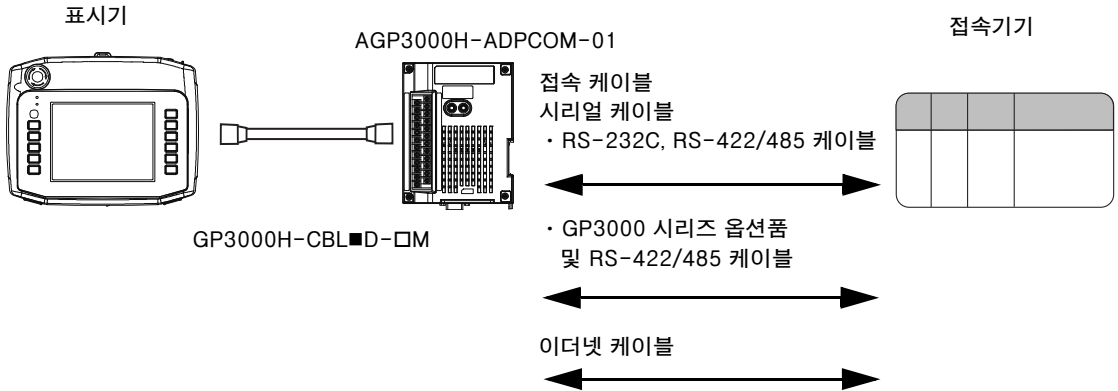 표시기
AGP3000H-ADPCOM-01
접속기기
접속 케이블
시리얼 케이블
・RS-232C, RS-422/485 케이블
GP3000H-CBL■D-□M
・GP3000 시리즈 옵션품
및 RS-422/485 케이블
이더넷 케이블